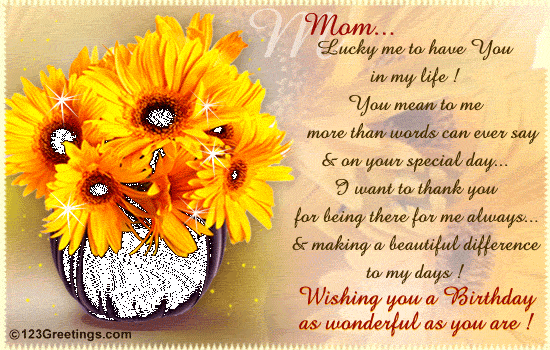 Mom...
Lucky me to have You
in my life !
You mean to me
more than words can ever say
& on your special day...
I want to thank you
for being there for me always...
& making a beautiful difference
to my days !
Wishing you a Birthday
as wonderful as you are !
©123Greetings.com